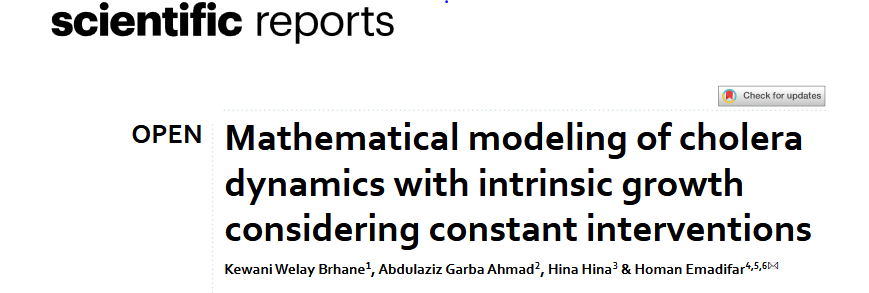 scientific reports
Check for updates
OPEN
Mathematical modeling of cholera
dynamics with intrinsic growth
considering constant interventions
Kewani Welay Brhane1, Abdulaziz Garba Ahmad2, Hina Hina3 & Homan Emadifar4,5,6✉